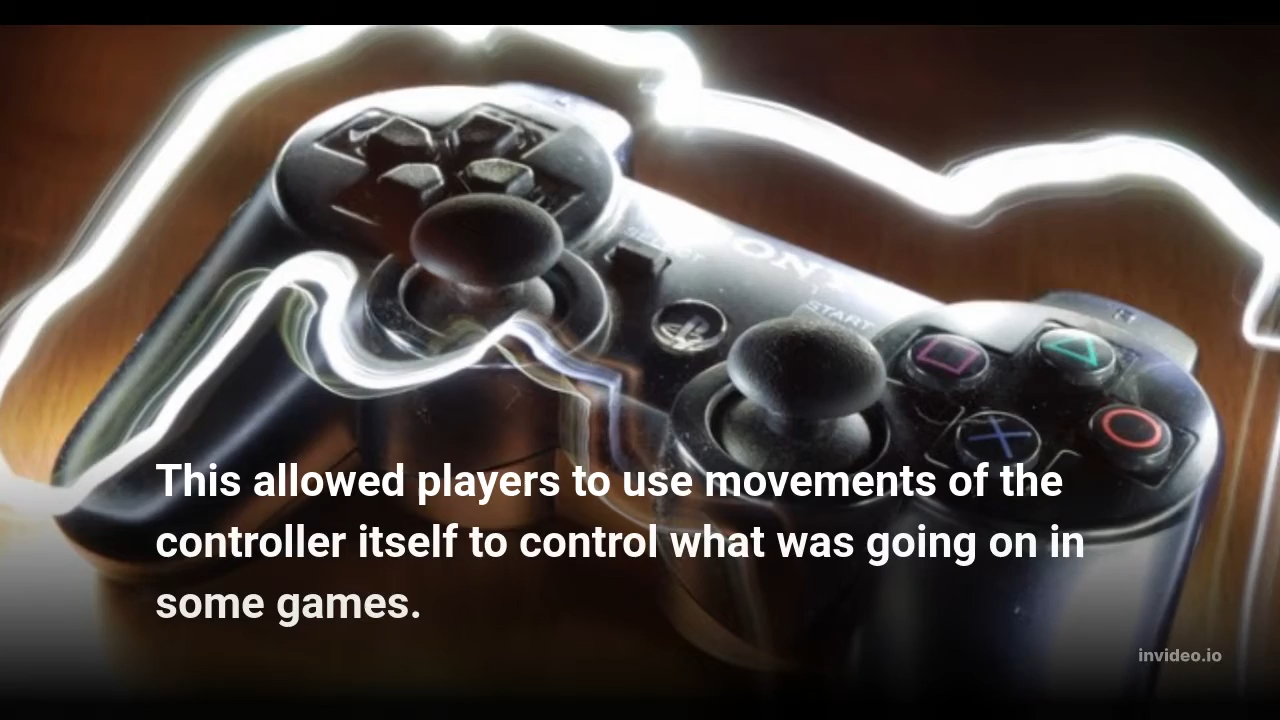 SONY
START
This allowed players to use movements of the
controller itself to control what was going on in
some games.
invideo.io